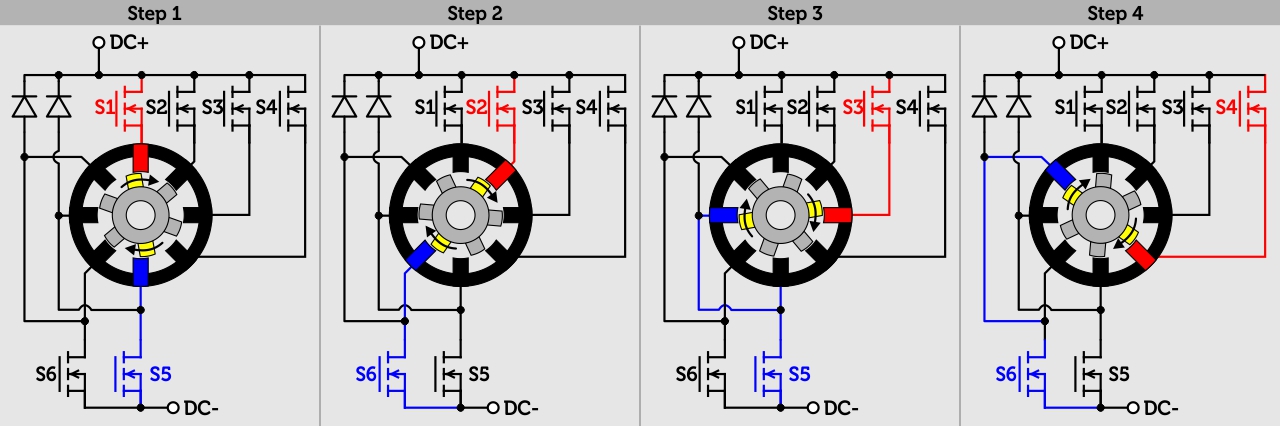 Step 1
DC+
S1 S2 S3 S4
S6 S5
DC-
Step 2
DC+
S1 S2 S3 S4
S6 S5
DC-
Step 3
DC+
S1 S2 S3 S4
S6 S5
DC-
Step 4
DC+
S1 S2 S3 S4
S6 S5
DC-